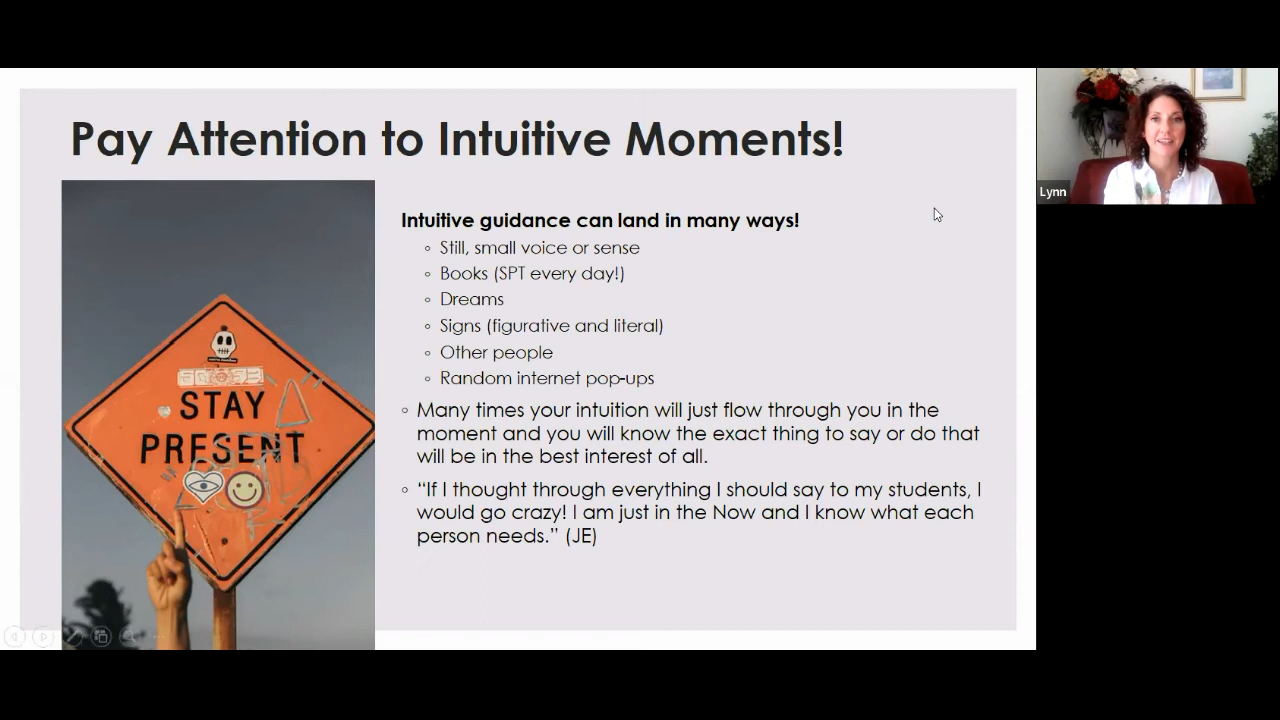 Pay Attention to Intuitive Moments!
Intuitive guidance can land in many ways!
◦ Still, small voice or sense
◦ Books (SPT every day!)
◦ Dreams
◦ Signs (figurative and literal)
◦ Other people
◦ Random internet pop-ups
◦ Many times your intuition will just flow through you in the
moment and you will know the exact thing to say or do that
will be in the best interest of all.
◦ “If I thought through everything I should say to my students, I
would go crazy! I am just in the Now and I know what each
person needs.” (JE)
STAY
PRESENT
Lynn